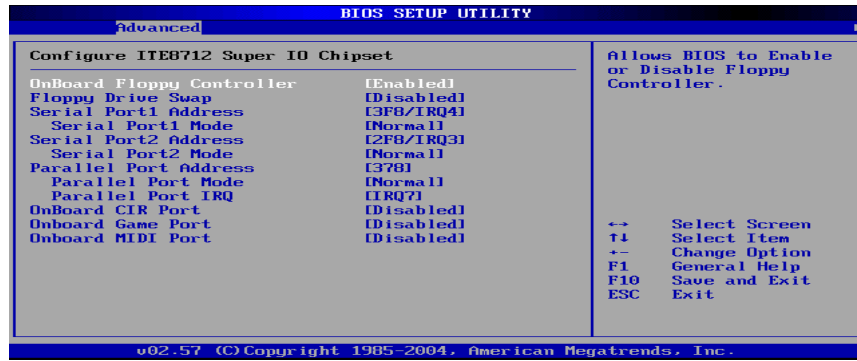 BIOS SETUP UTILITY
Advanced
Configure ITE8712 Super IO Chipset
OnBoard Floppy Controller [Enabled]
Floppy Drive Swap [Disabled]
Serial Port1 Address [3F8/IRQ4]
Serial Port1 Mode [Normal]
Serial Port2 Address [2F8/IRQ3]
Serial Port2 Mode [Normal]
Parallel Port Address [378]
Parallel Port Mode [Normal]
Parallel Port IRQ [IRQ7]
OnBoard CIR Port [Disabled]
Onboard Game Port [Disabled]
Onboard MIDI Port [Disabled]
Allows BIOS to Enable
or Disable Floppy
Controller.
↔ Select Screen
↑↓ Select Item
+- Change Option
F1 General Help
F10 Save and Exit
ESC Exit
v02.57 (C)Copyright 1985-2004, American Megatrends, Inc.